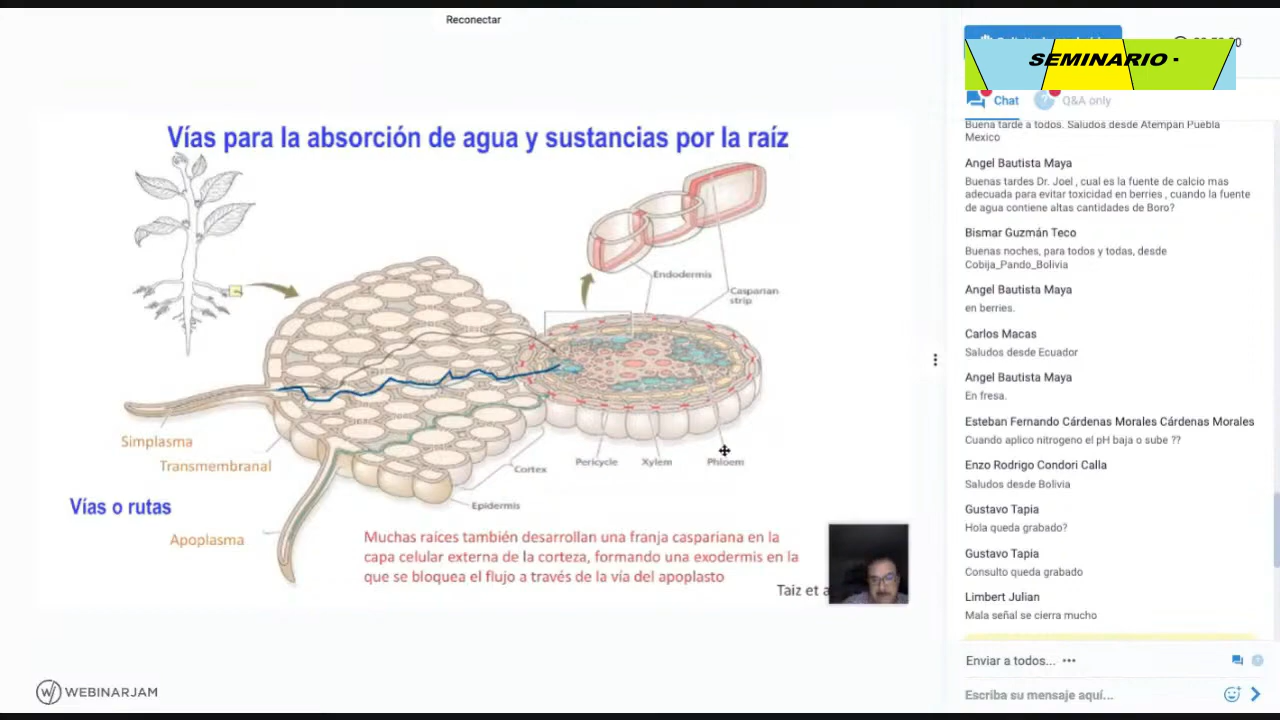 Reconectar
SEMINARIO -
Chat
Q&A only
Vías para la absorción de agua y sustancias por la raíz
Endodermis
Casparian
strip
Simplasma
Transmembranal
Cortex
Pericycle
Xylem
Phloem
Epidermis
Vías o rutas
Apoplasma
Muchas raíces también desarrollan una franja caspariana en la
capa celular externa de la corteza, formando una exodermis en la
que se bloquea el flujo a través de la vía del apoplasto
Taiz et a
WEBINARJAM
Buena tarde a todos. Saludos desde Atempan Puebla
Mexico
Angel Bautista Maya
Buenas tardes Dr. Joel , cual es la fuente de calcio mas
adecuada para evitar toxicidad en berries , cuando la fuente
de agua contiene altas cantidades de Boro?
Bismar Guzmán Teco
Buenas noches, para todos y todas, desde
Cobija_Pando_Bolivia
Angel Bautista Maya
en berries.
Carlos Macas
Saludos desde Ecuador
Angel Bautista Maya
En fresa.
Esteban Fernando Cárdenas Morales Cárdenas Morales
Cuando aplico nitrogeno el pH baja o sube ??
Enzo Rodrigo Condori Calla
Saludos desde Bolivia
Gustavo Tapia
Hola queda grabado?
Gustavo Tapia
Consulto queda grabado
Limbert Julian
Mala señal se cierra mucho
Enviar a todos...
Escriba su mensaje aquí...